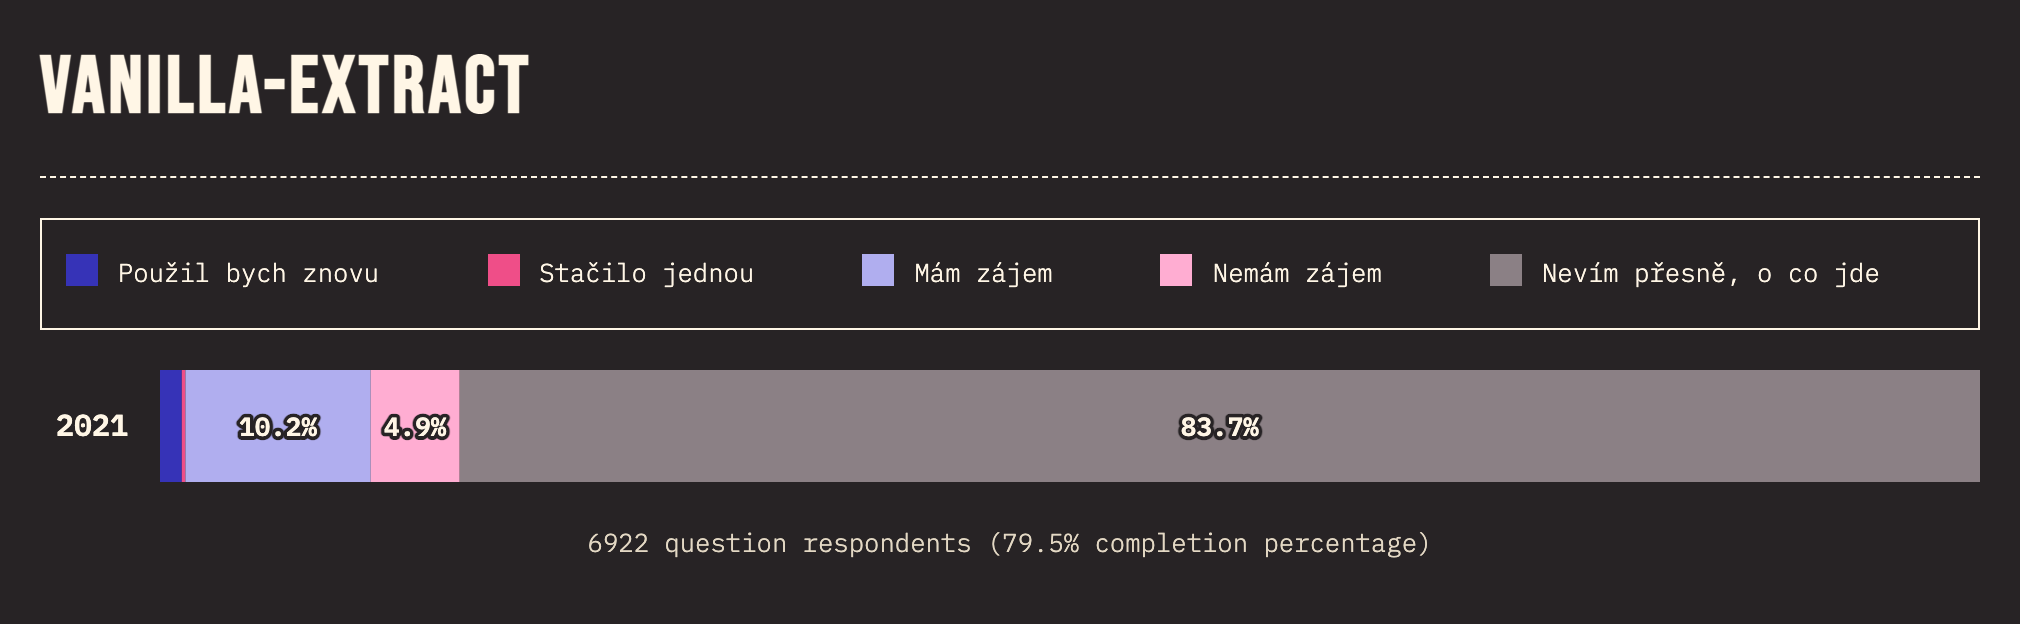 VANILLA-EXTRACT
Použil bych znovu Stačilo jednou Mám zájem Nemám zájem Nevím přesně, o co jde
2021 10.2% 4.9% 83.7%
6922 question respondents (79.5% completion percentage)